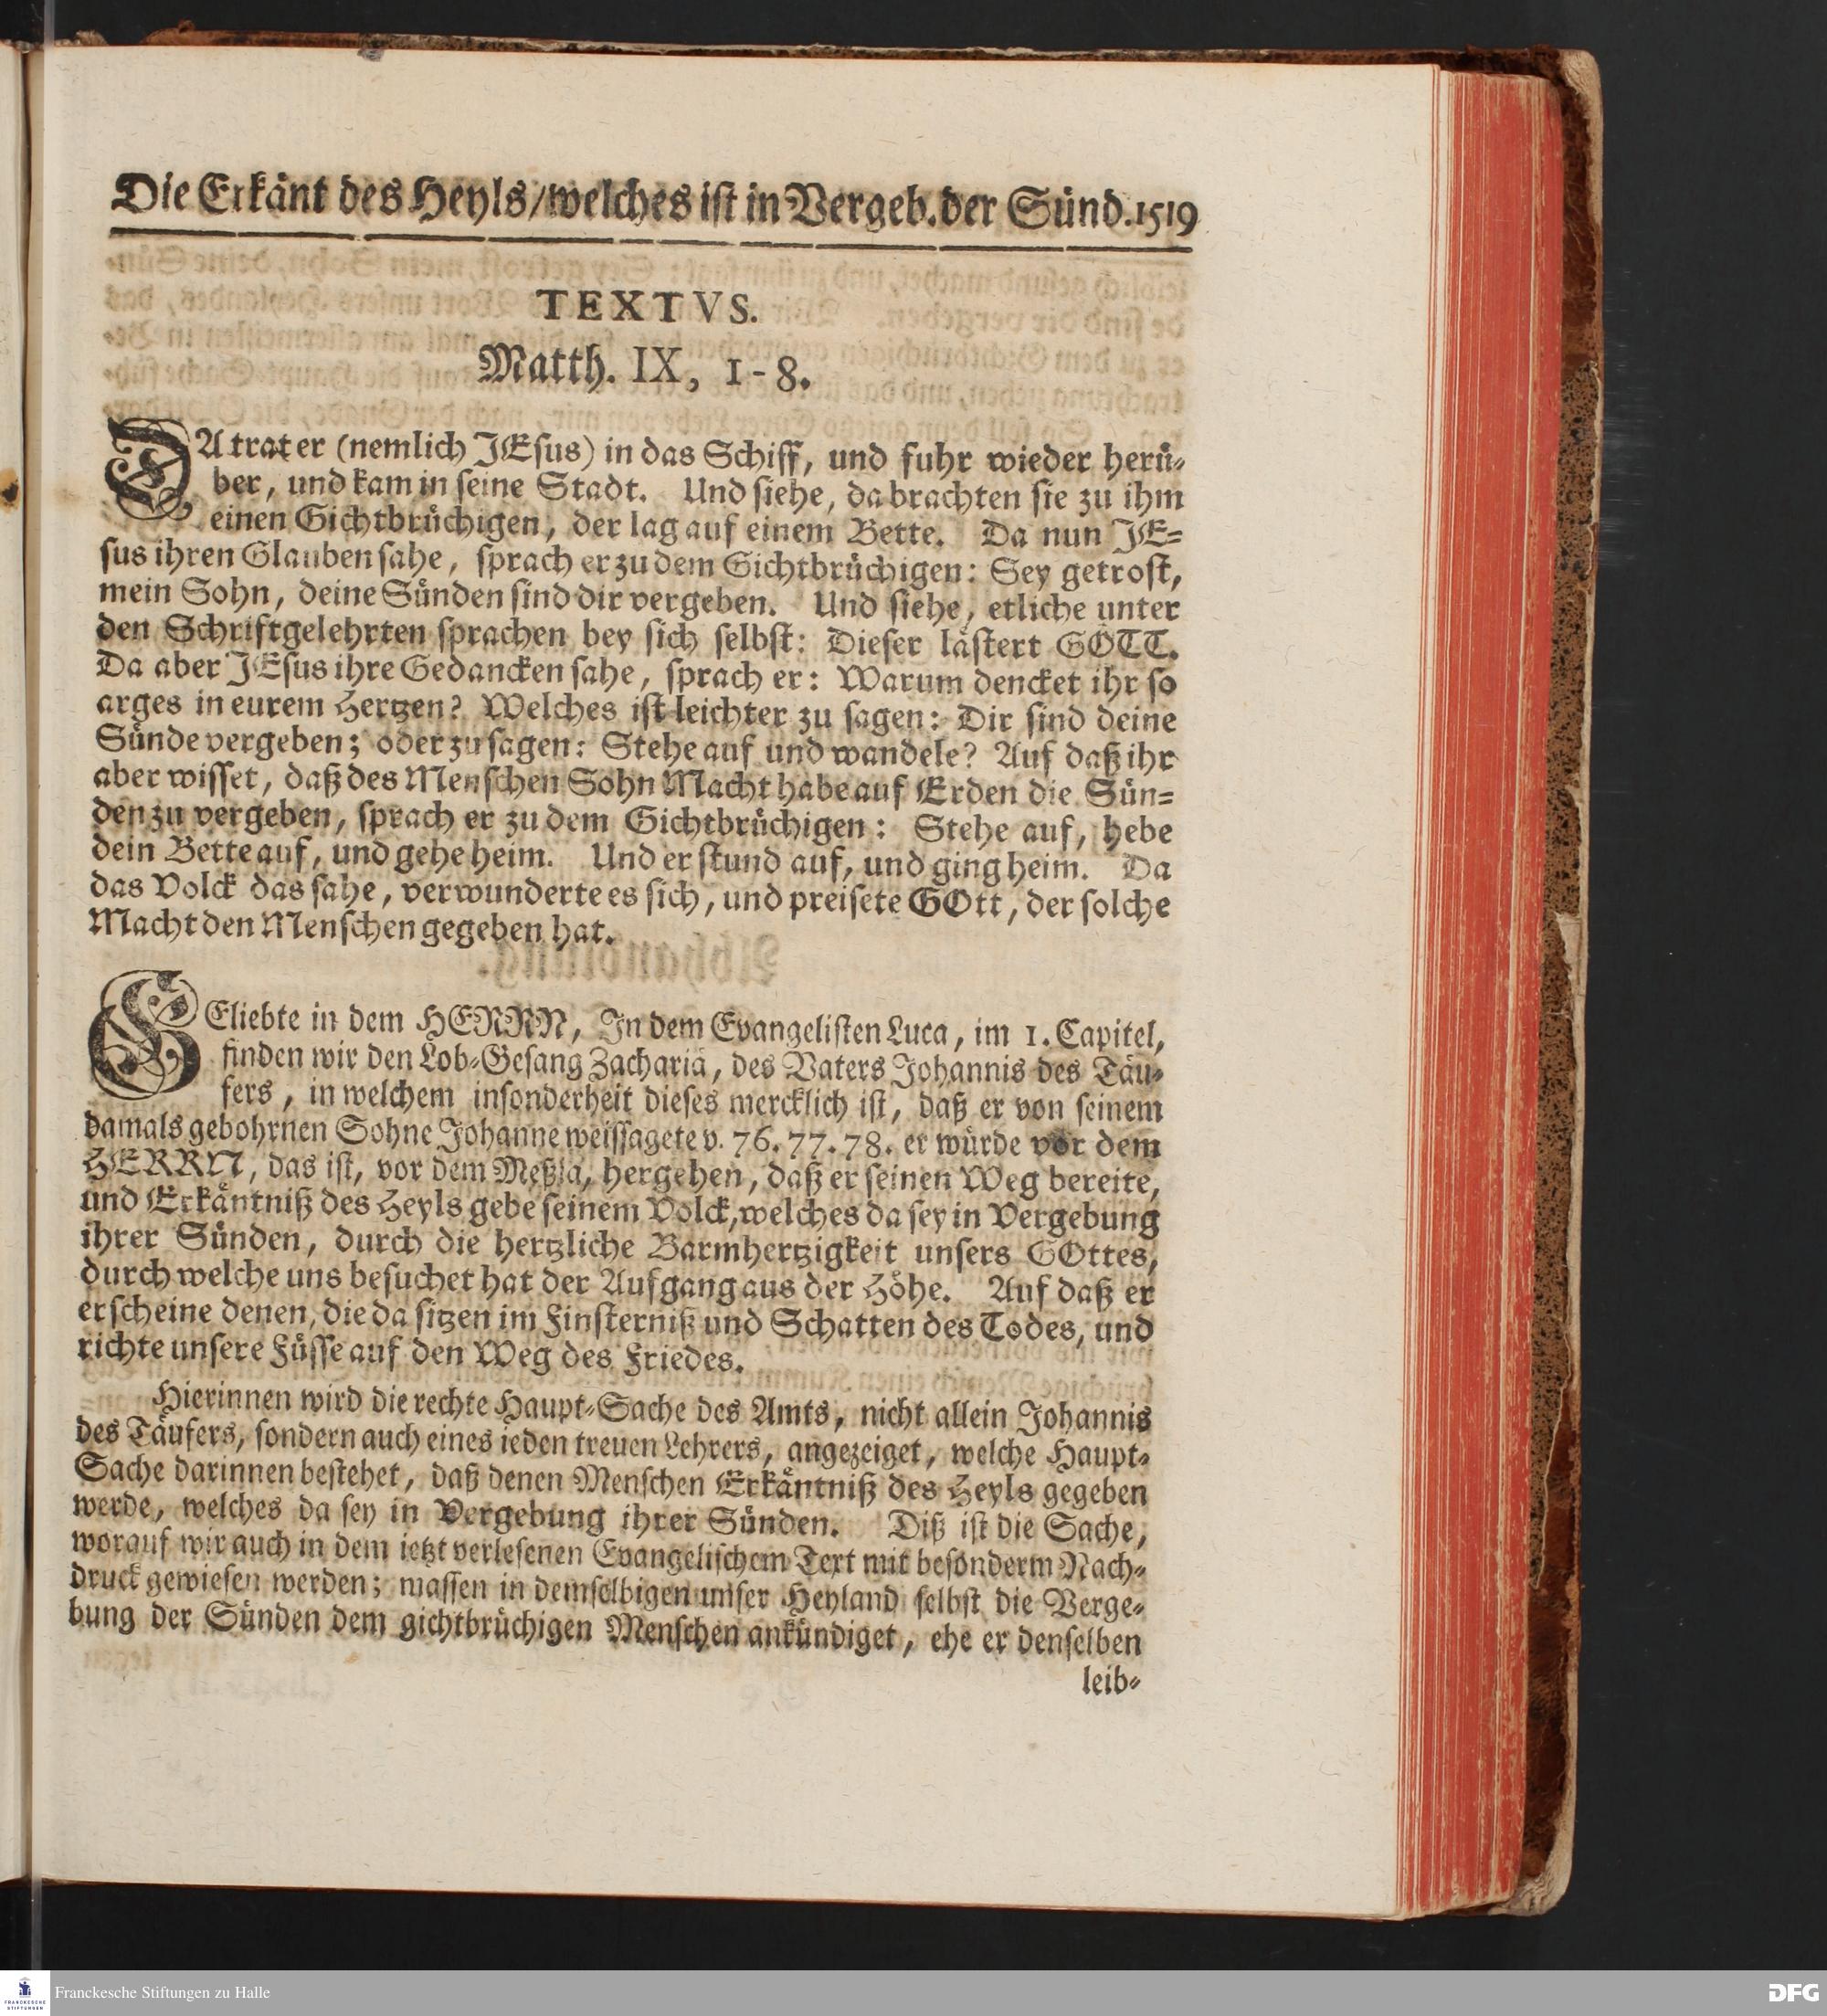 Die Erkänt des Heyls/welches ist in Vergeb. der Sünd. 1519
TEXTVS.
Matth. IX, 1-8.
DA trat er (nemlich JEsus) in das Schiff, und fuhr wieder herü-
ber, und kam in seine Stadt. Und siehe, da brachten sie zu ihm
einen Gichtbrüchigen, der lag auf einem Bette. Da nun JE-
sus ihren Glauben sahe, sprach er zu dem Gichtbrüchigen: Sey getrost,
mein Sohn, deine Sünden sind dir vergeben. Und siehe, etliche unter
den Schriftgelehrten sprachen bey sich selbst: Dieser lästert GOTT.
Da aber JEsus ihre Gedancken sahe, sprach er: Warum dencket ihr so
arges in eurem Hertzen? Welches ist leichter zu sagen: Dir sind deine
Sünde vergeben; oder zu sagen: Stehe auf und wandele? Auf daß ihr
aber wisset, daß des Menschen Sohn Macht habe auf Erden die Sün-
den zu vergeben, sprach er zu dem Gichtbrüchigen: Stehe auf, hebe
dein Bette auf, und gehe heim. Und er stund auf, und ging heim. Da
das Volck das sahe, verwunderte es sich, und preisete GOtt, der solche
Macht den Menschen gegeben hat.
GEliebte in dem HERRN, In dem Evangelisten Luca, im 1. Capitel,
finden wir den Lob-Gesang Zachariä, des Vaters Johannis des Täu-
fers, in welchem insonderheit dieses mercklich ist, daß er von seinem
damals gebohrnen Sohne Johanne weissagete v. 76. 77. 78. er würde vor dem
HERRN, das ist, vor dem Meßia, hergehen, daß er seinen Weg bereite,
und Erkäntniß des Heyls gebe seinem Volck, welches da sey in Vergebung
ihrer Sünden, durch die hertzliche Barmhertzigkeit unsers GOttes,
durch welche uns besuchet hat der Aufgang aus der Höhe. Auf daß er
erscheine denen, die da sitzen im Finsterniß und Schatten des Todes, und
richte unsere Füsse auf den Weg des Friedes.
Hierinnen wird die rechte Haupt-Sache des Amts, nicht allein Johannis
des Täufers, sondern auch eines ieden treuen Lehrers, angezeiget, welche Haupt-
Sache darinnen bestehet, daß denen Menschen Erkäntniß des Heyls gegeben
werde, welches da sey in Vergebung ihrer Sünden. Diß ist die Sache,
worauf wir auch in dem ietzt verlesenen Evangelischem Text mit besonderm Nach-
druck gewiesen werden; massen in demselbigen unser Heyland selbst die Verge-
bung der Sünden dem gichtbrüchigen Menschen ankündiget, ehe er denselben
leib-
FRANCKESCHE
STIFTUNGEN
Franckesche Stiftungen zu Halle
DFG